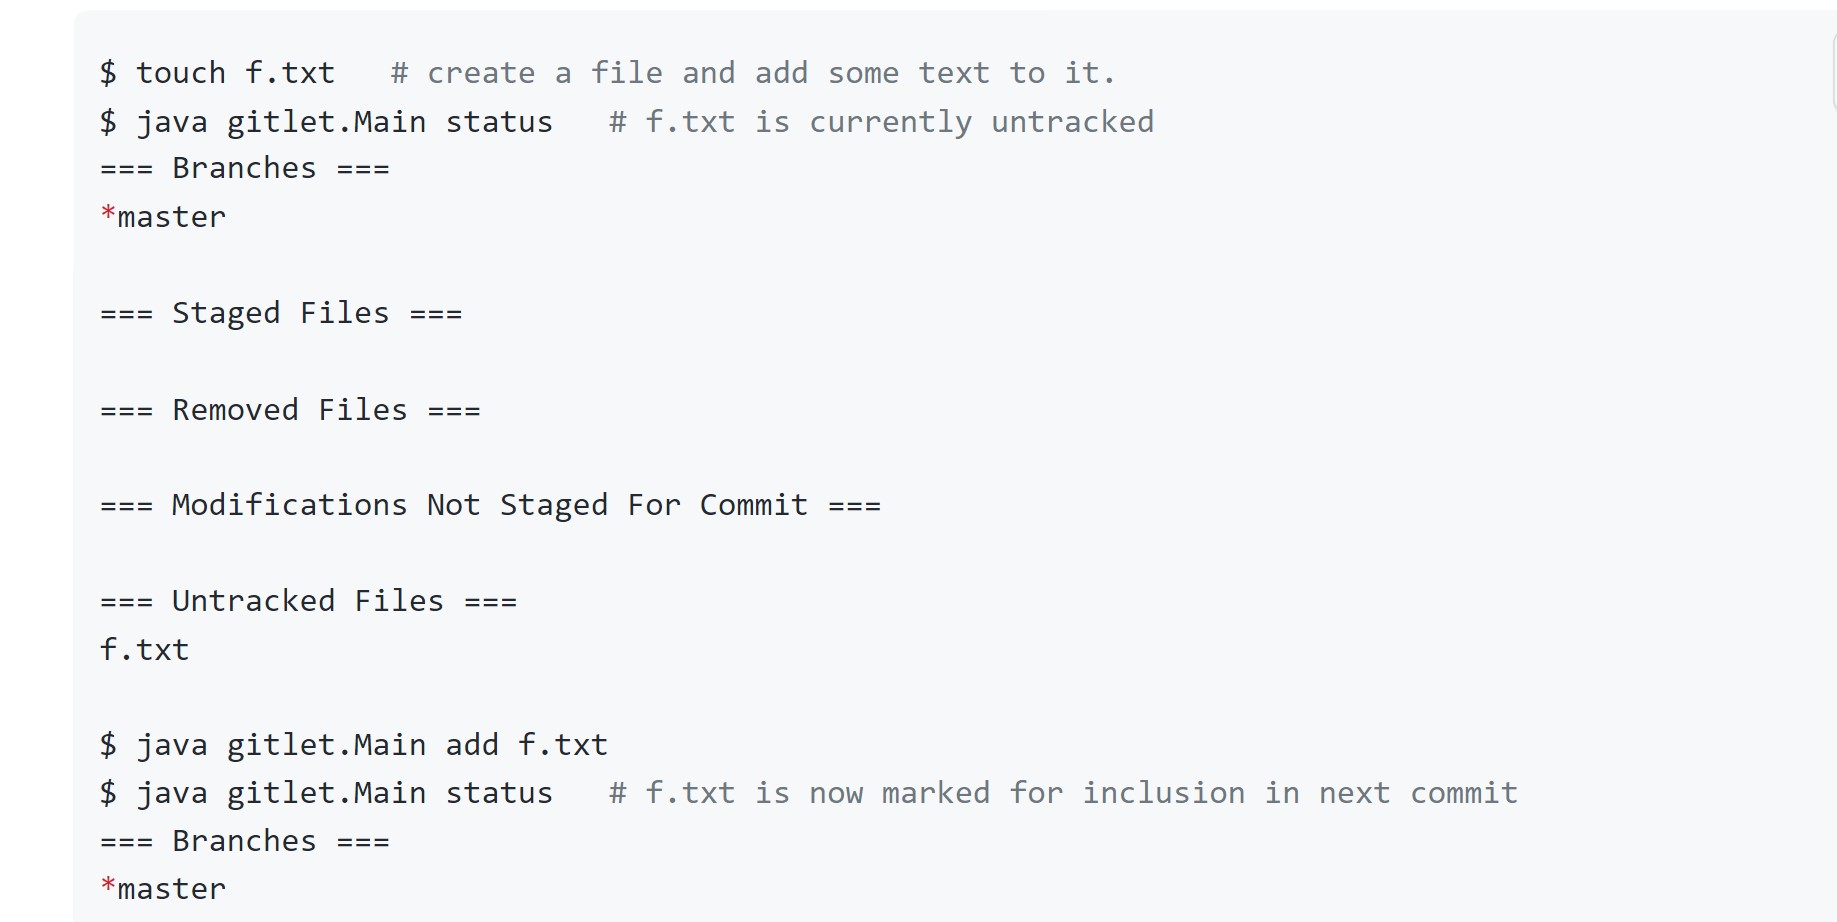 $ touch f.txt   # create a file and add some text to it.
$ java gitlet.Main status   # f.txt is currently untracked
=== Branches ===
*master
=== Staged Files ===
=== Removed Files ===
=== Modifications Not Staged For Commit ===
=== Untracked Files ===
f.txt
$ java gitlet.Main add f.txt
$ java gitlet.Main status   # f.txt is now marked for inclusion in next commit
=== Branches ===
*master